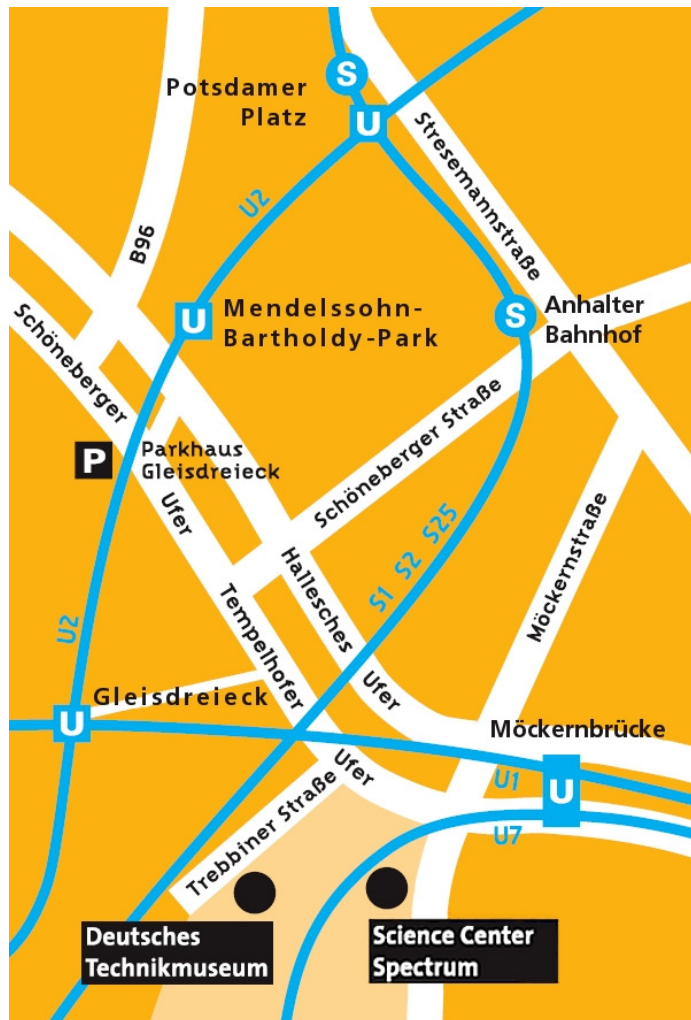 S
Potsdamer
Platz
U
Stresemannstraße
U2
B96
Schöneberger
U
Mendelssohn-
Bartholdy-Park
S
Anhalter
Bahnhof
P
Parkhaus
Gleisdreieck
Ufer
Schöneberger Straße
S1 S2 S25
Möckernstraße
Hallesches
Ufer
Tempelhofer
Ufer
U2
Gleisdreieck
U
Möckernbrücke
U1
U
U7
Trebbiner Straße
Deutsches
Technikmuseum
Science Center
Spectrum